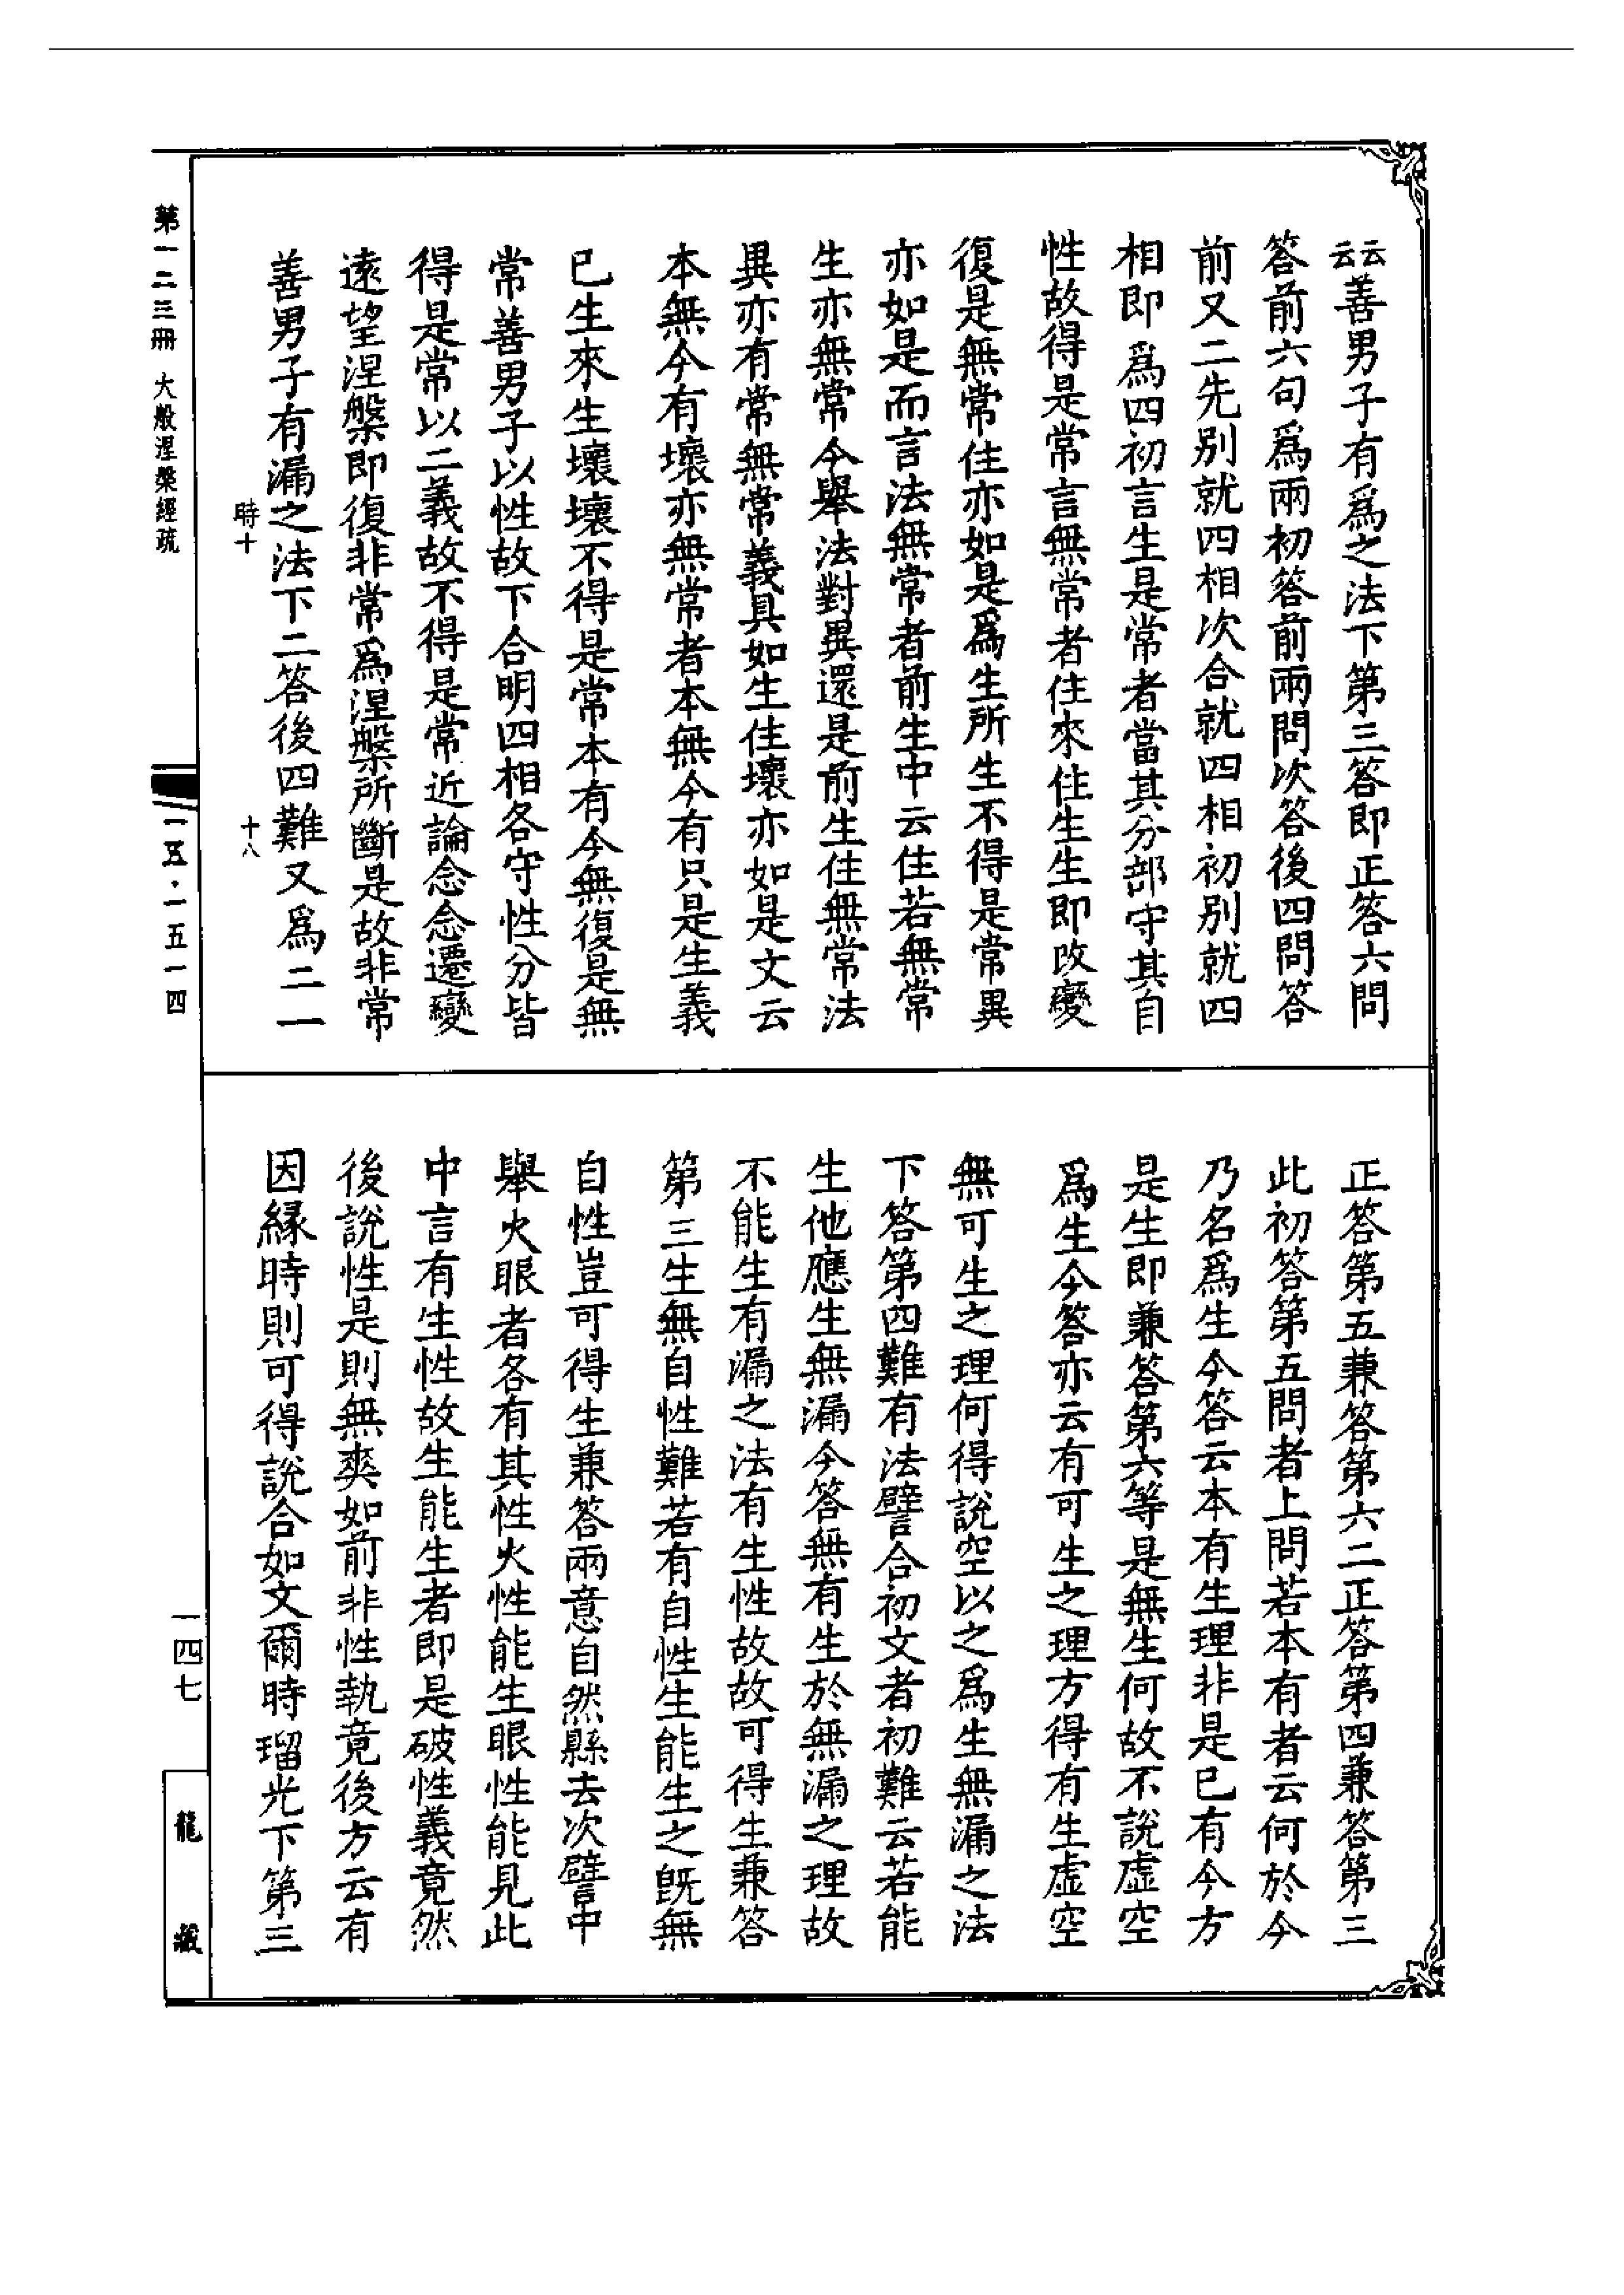 云云善男子有爲之法下第三答即正答六問
答前六句爲兩初答前兩問次答後四問答
前又二先別就四相次合就四相初別就四
相即爲四初言生是常者當其分部守其自
性故得是常言無常者住來住生生即改變
復是無常住亦如是爲生所生不得是常異
亦如是而言法無常者前生中云住若無常
生亦無常今舉法對異還是前生住無常法
異亦有常無常義具如生住壞亦如是文云
本無今有壞亦無常者本無今有只是生義
已生來生壞壞不得是常本有今無復是無
常善男子以性故下合明四相各守性分皆
得是常以二義故不得是常近論念念遷變
遠望涅槃即復非常爲涅槃所斷是故非常
善男子有漏之法下二答後四難又爲二一
時十
十八
正答第五兼答第六二正答第四兼答第三
此初答第五問者上問若本有者云何於今
乃名爲生今答云本有生理非是已有今方
是生即兼答第六等是無生何故不說虛空
爲生今答亦云有可生之理方得有生虛空
無可生之理何得說空以之爲生無漏之法
下答第四難有法譬合初文者初難云若能
生他應生無漏今答無有生於無漏之理故
不能生有漏之法有生性故故可得生兼答
第三生無自性難若有自性生能生之既無
自性豈可得生兼答兩意自然縣去次譬中
舉火眼者各有其性火性能生眼性能見此
中言有生性故生能生者即是破性義竟然
後說性是則無爽如前非性執竟後方云有
因緣時則可得說合如文爾時瑠光下第三
第一二三冊 大般涅槃經疏
一五·一五一四
一四七
龍藏